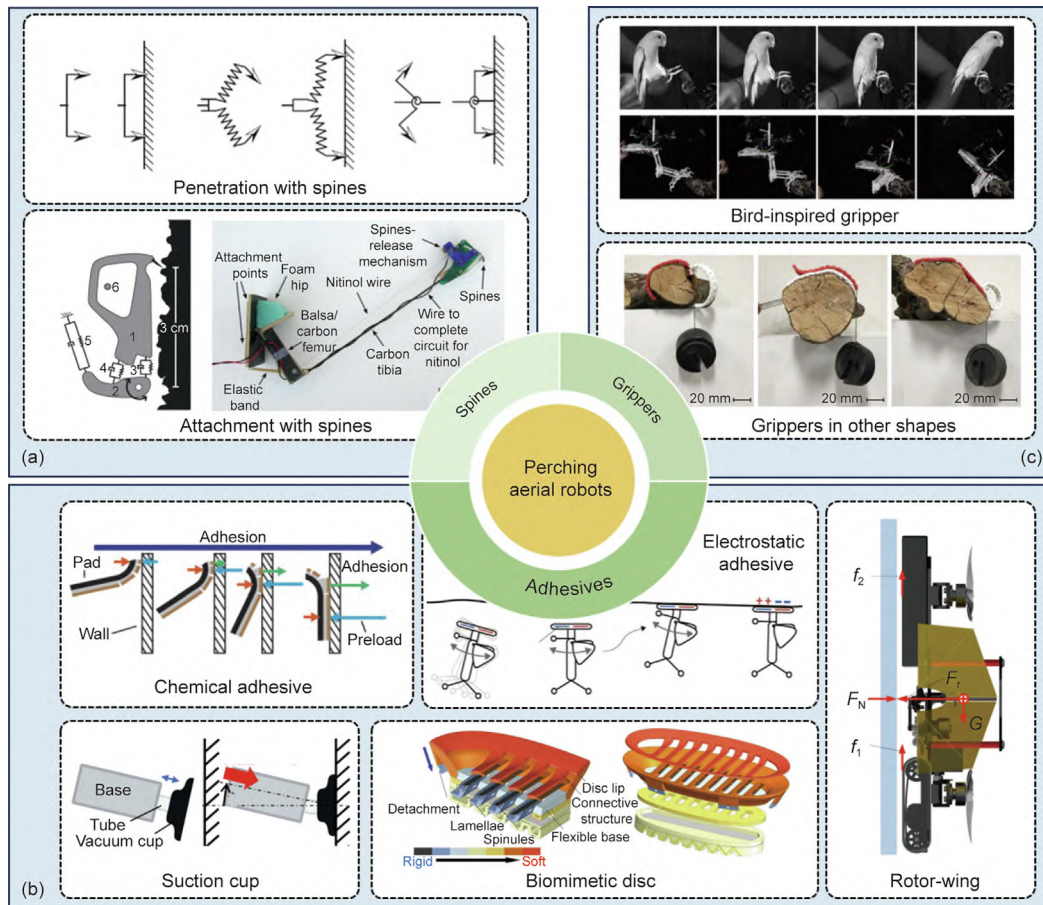 Penetration with spines
6
5
1
4
3
2
3 cm
Attachment
points
Foam
hip
Nitinol wire
Spines-
release
mechanism
Spines
Balsa/
carbon
femur
Wire to
complete
circuit for
nitinol
Carbon
tibia
Elastic
band
Attachment with spines
(a)
Bird-inspired gripper
20 mm
20 mm
20 mm
Grippers in other shapes
(c)
Spines
Grippers
Adhesives
Perching
aerial robots
Adhesion
Pad
Wall
Adhesion
Preload
Chemical adhesive
Electrostatic
adhesive
++ --
Base
Tube
Vacuum cup
Suction cup
Detachment
Lamellae
Spinules
Disc lip
Connective
structure
Flexible base
Rigid
Soft
Biomimetic disc
f2
Fr
FN
G
f1
Rotor-wing
(b)